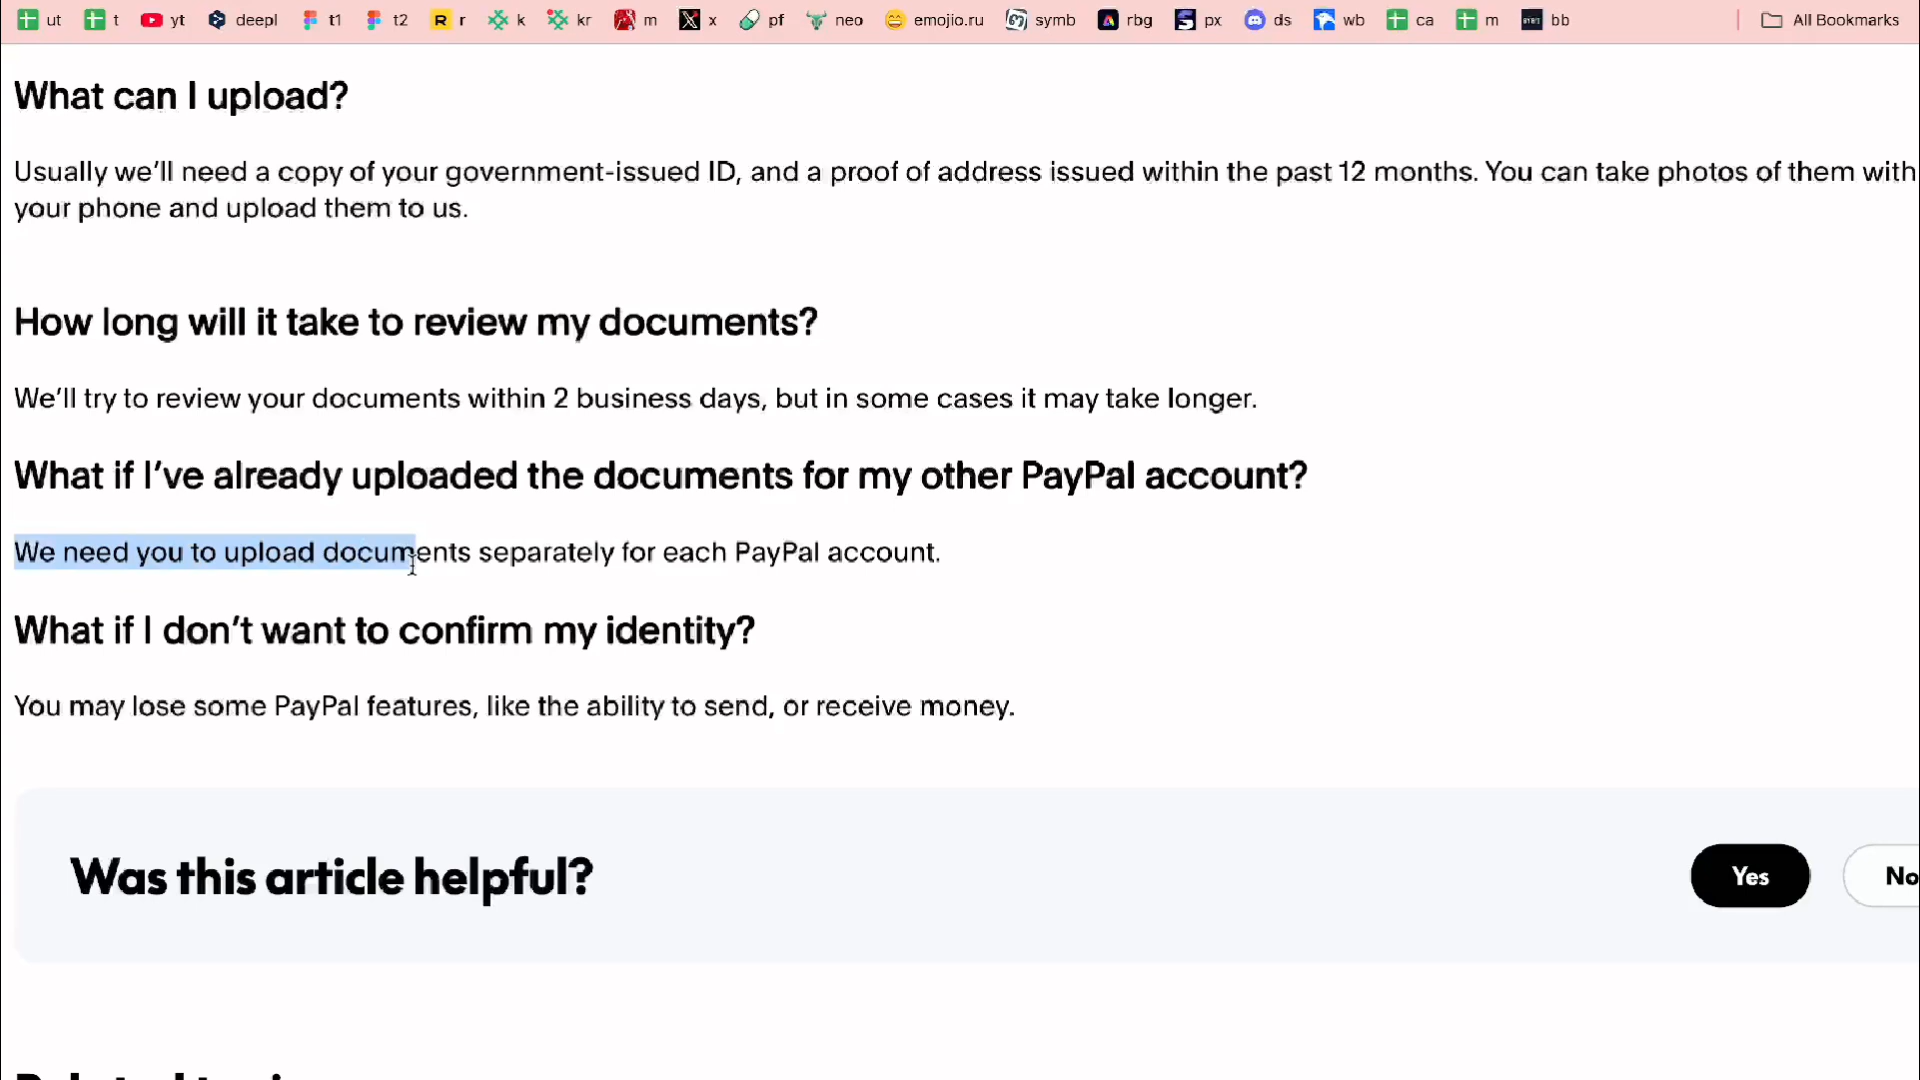 ut t yt deepl t1 t2 R r k kr m x pf neo emojio.ru symb rbg px ds wb ca m bb All Bookmarks
What can I upload?
Usually we'll need a copy of your government-issued ID, and a proof of address issued within the past 12 months. You can take photos of them with
your phone and upload them to us.
How long will it take to review my documents?
We'll try to review your documents within 2 business days, but in some cases it may take longer.
What if I've already uploaded the documents for my other PayPal account?
We need you to upload documents separately for each PayPal account.
What if I don't want to confirm my identity?
You may lose some PayPal features, like the ability to send, or receive money.
Was this article helpful? Yes No